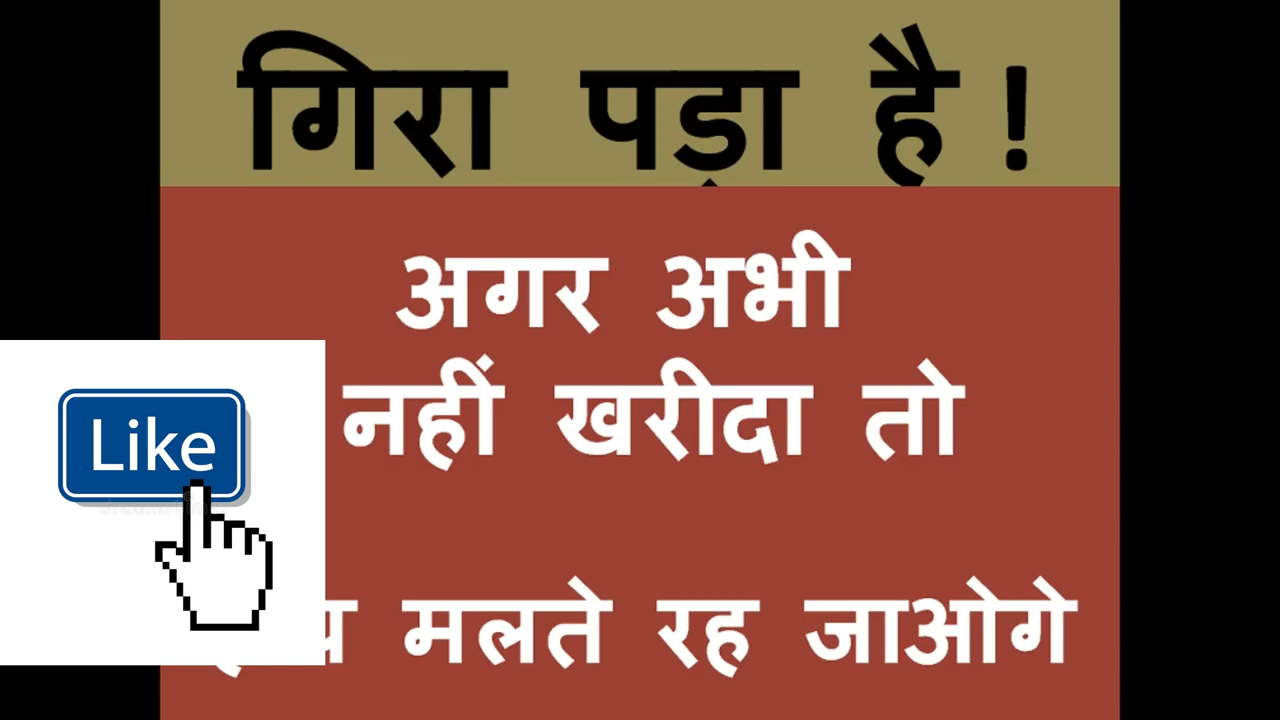 गिरा पड़ा है !
अगर अभी
नहीं खरीदा तो
Like
मलते रह जाओगे